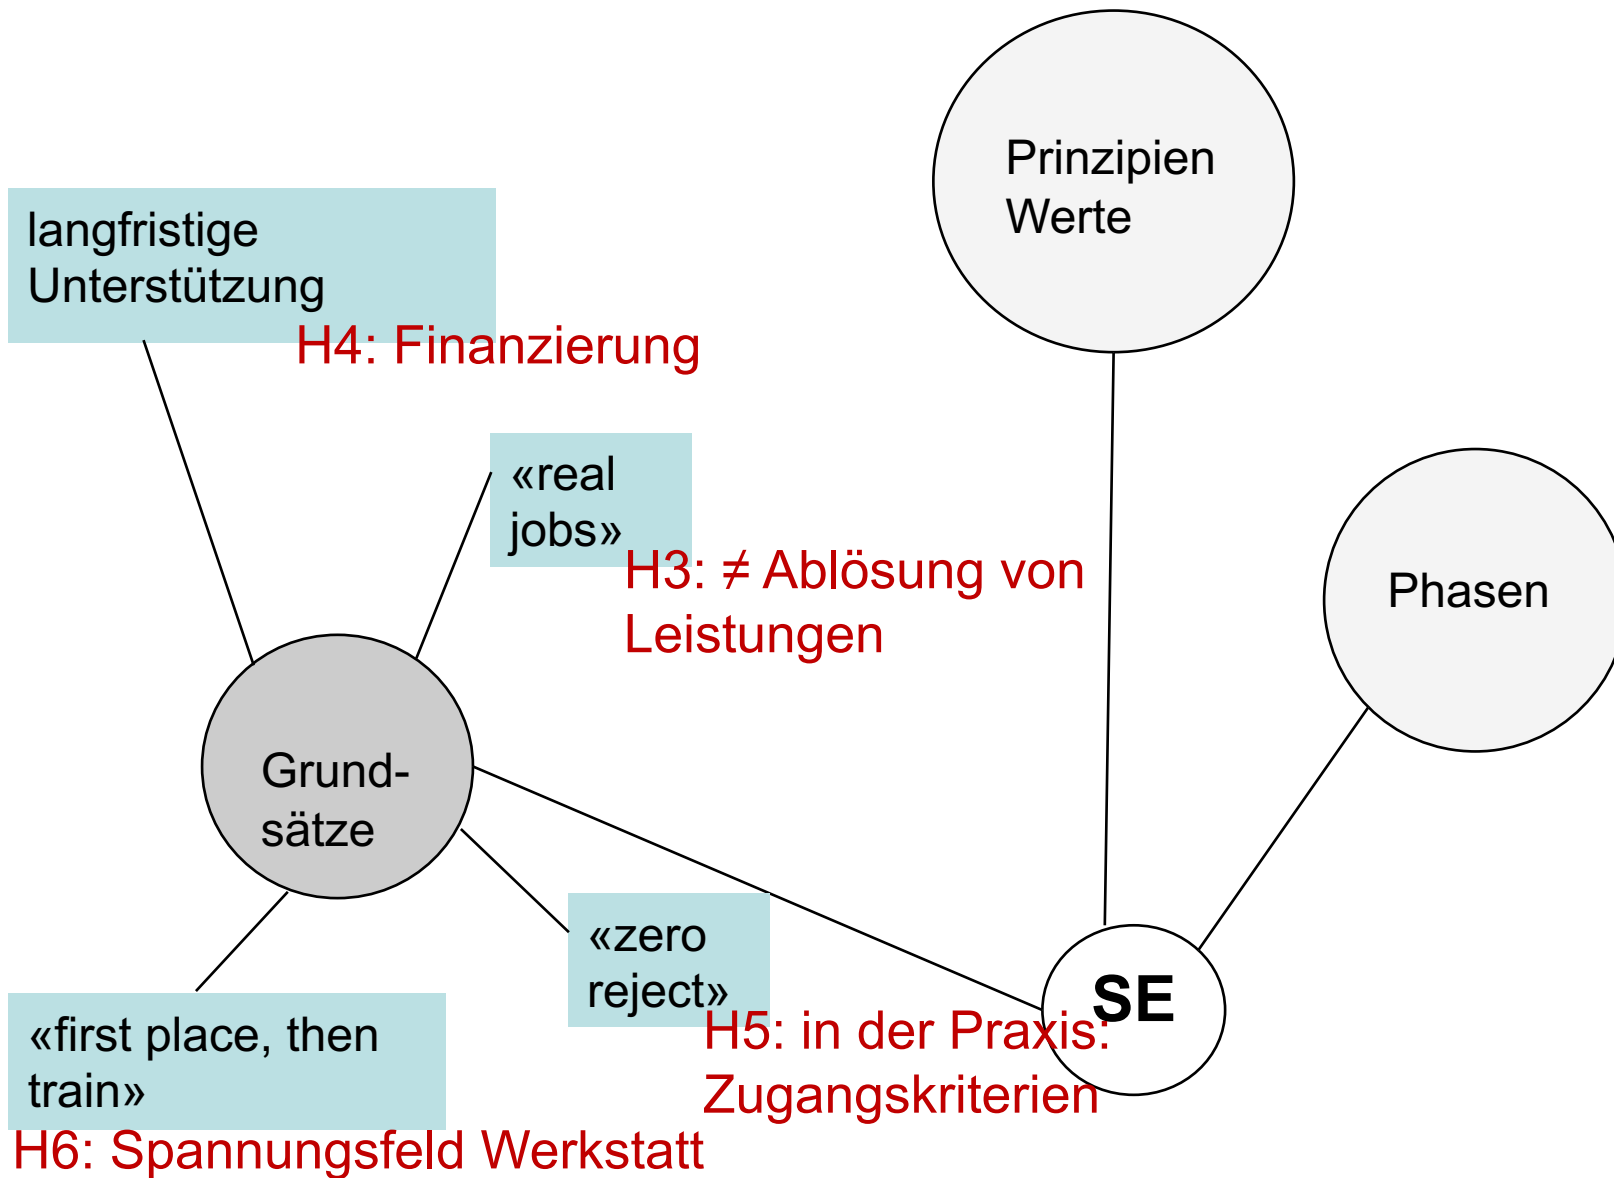 Prinzipien
Werte
langfristige
Unterstützung
H4: Finanzierung
«real
jobs»
H3: ≠ Ablösung von
Leistungen
Phasen
Grund-
sätze
«zero
reject»
SE
H5: in der Praxis:
Zugangskriterien
«first place, then
train»
H6: Spannungsfeld Werkstatt